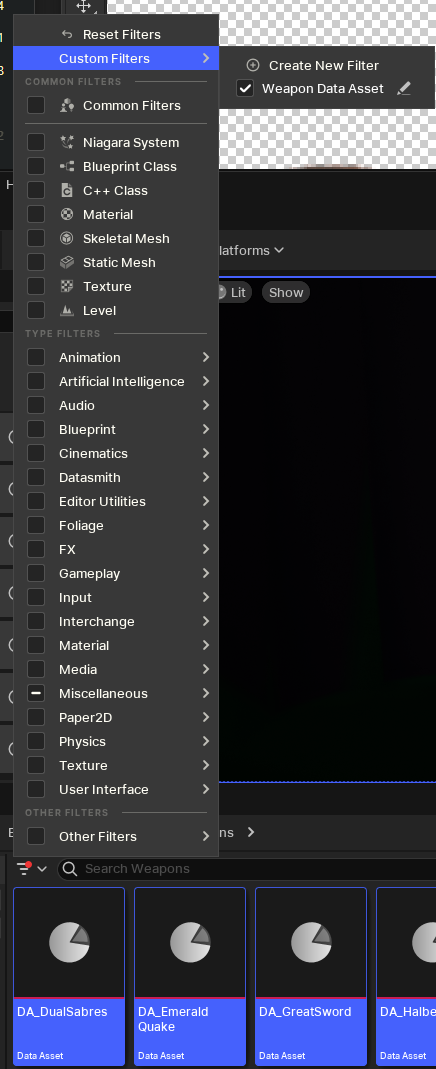 Reset Filters
Custom Filters
Create New Filter
Weapon Data Asset
COMMON FILTERS
Common Filters
Niagara System
Blueprint Class
C++ Class
Material
Skeletal Mesh
Static Mesh
Texture
Level
TYPE FILTERS
Animation
Artificial Intelligence
Audio
Blueprint
Cinematics
Datasmith
Editor Utilities
Foliage
FX
Gameplay
Input
Interchange
Material
Media
Miscellaneous
Paper2D
Physics
Texture
User Interface
OTHER FILTERS
Other Filters
latforms
Lit
Show
ns
Search Weapons
DA_DualSabres
Data Asset
DA_Emerald
Quake
Data Asset
DA_GreatSword
Data Asset
DA_Halbe
Data Asset